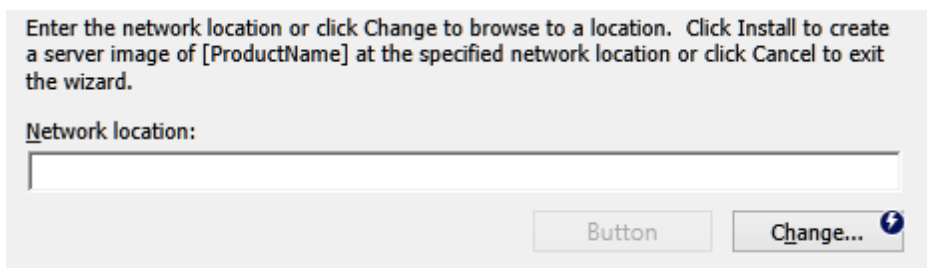 Enter the network location or click Change to browse to a location.  Click Install to create
a server image of [ProductName] at the specified network location or click Cancel to exit
the wizard.
Network location:
Button
Change...